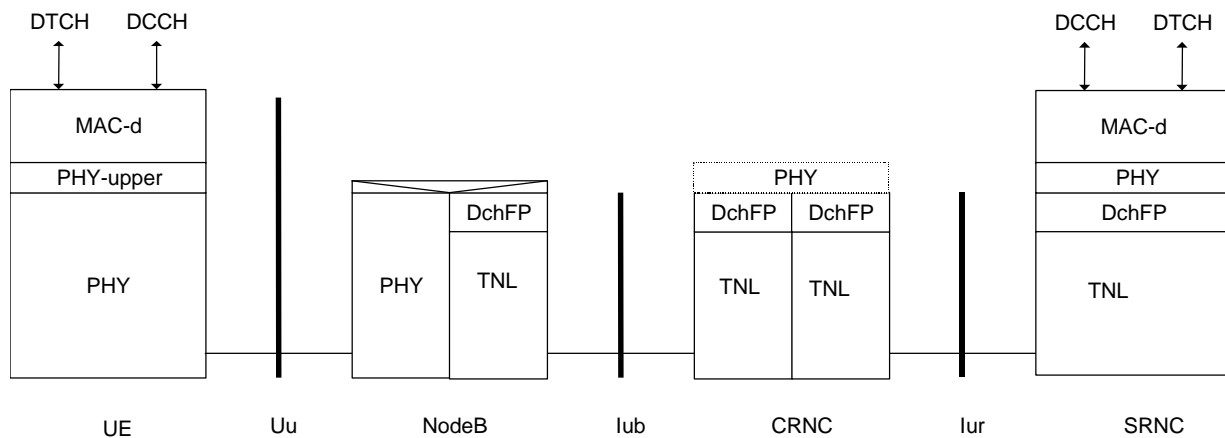 DTCH DCCH DCCH DTCH
MAC-d MAC-d
PHY-upper PHY PHY
DchFP DchFP DchFP DchFP
PHY PHY TNL TNL TNL TNL
UE Uu NodeB Iub CRNC Iur SRNC